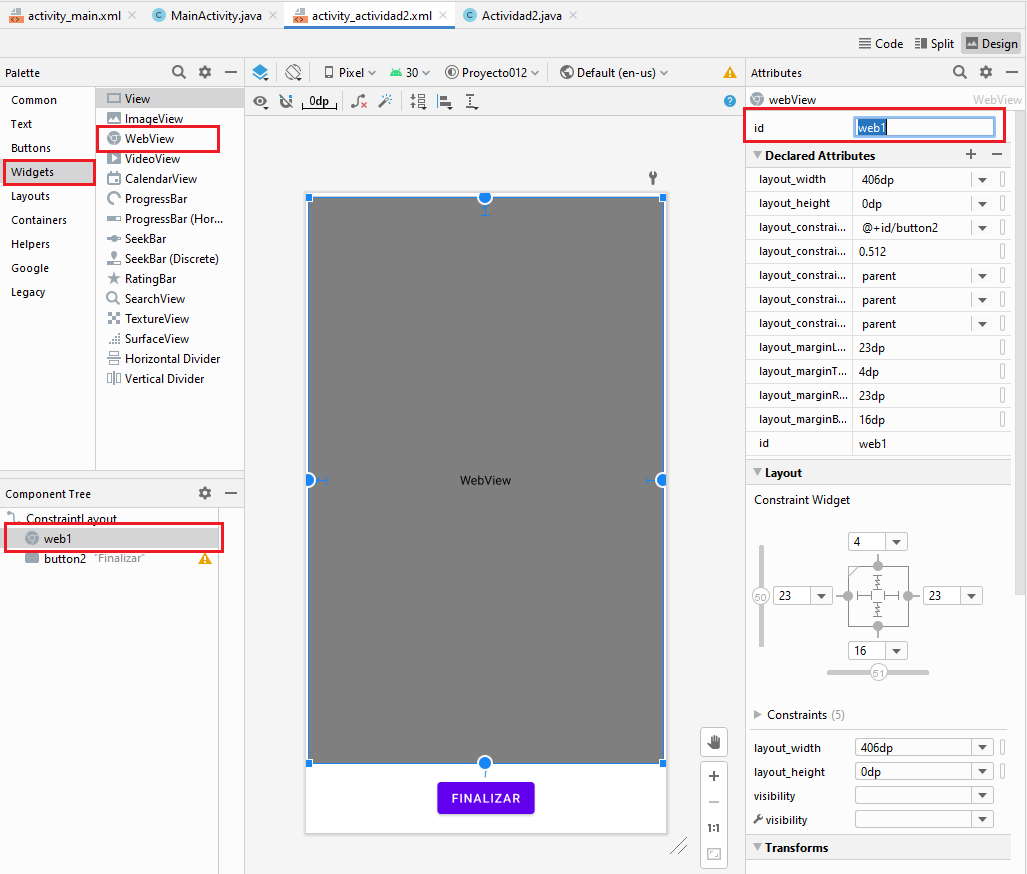 activity_main.xml
MainActivity.java
activity_actividad2.xml
Actividad2.java
Code
Split
Design
Palette
Pixel
30
Proyecto012
Default (en-us)
Attributes
Common
Text
Buttons
Widgets
Layouts
Containers
Helpers
Google
Legacy
View
ImageView
WebView
VideoView
CalendarView
ProgressBar
ProgressBar (Hor...
SeekBar
SeekBar (Discrete)
RatingBar
SearchView
TextureView
SurfaceView
Horizontal Divider
Vertical Divider
0dp
Component Tree
ConstraintLayout
web1
button2 "Finalizar"
WebView
FINALIZAR
1:1
webView WebView
id web1
Declared Attributes
layout_width 406dp
layout_height 0dp
layout_constrai... @+id/button2
layout_constrai... 0.512
layout_constrai... parent
layout_constrai... parent
layout_constrai... parent
layout_marginL... 23dp
layout_marginT... 4dp
layout_marginR... 23dp
layout_marginB... 16dp
id web1
Layout
Constraint Widget
4
50 23 23
16
51
Constraints (5)
layout_width 406dp
layout_height 0dp
visibility
visibility
Transforms